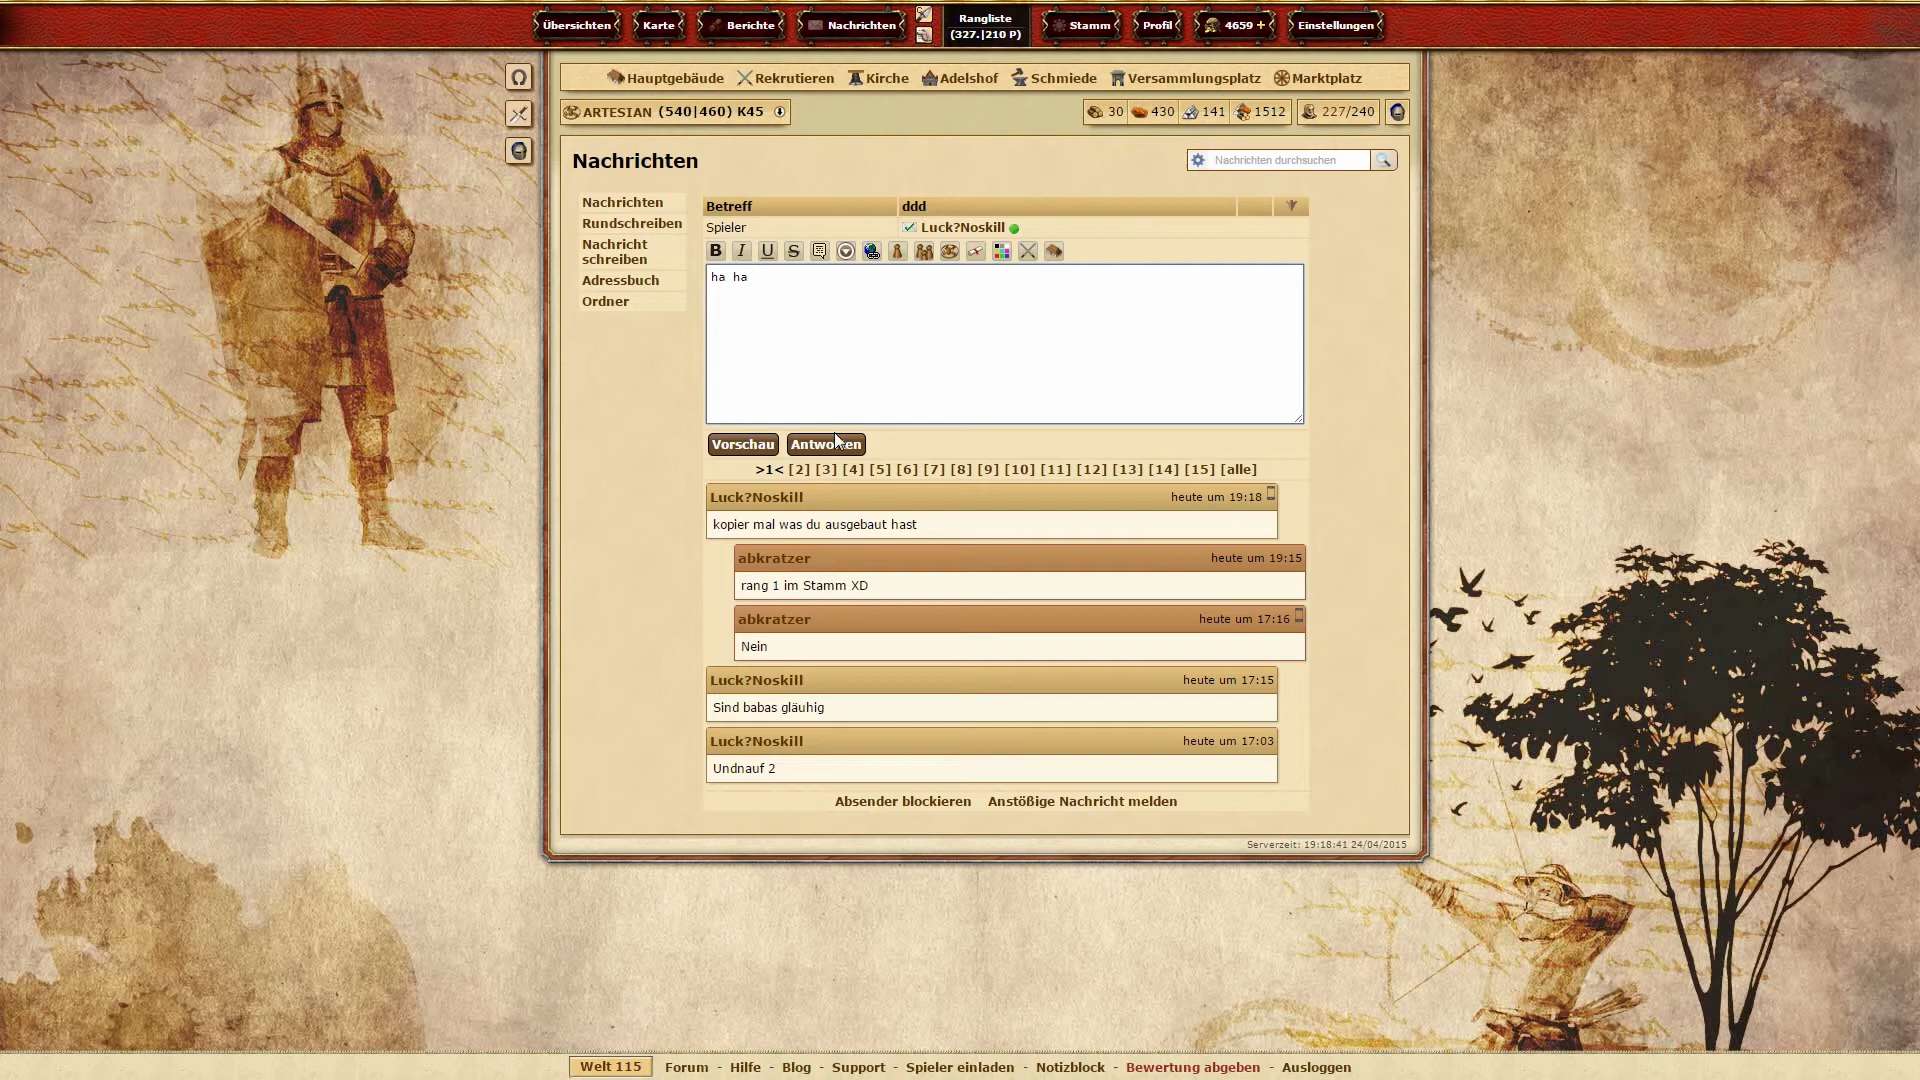 Übersichten Karte Berichte Nachrichten Rangliste (327.|210 P) Stamm Profil 4659 + Einstellungen
Hauptgebäude Rekrutieren Kirche Adelshof Schmiede Versammlungsplatz Marktplatz
ARTESIAN (540|460) K45 30 430 141 1512 227/240
Nachrichten
Nachrichten durchsuchen
Nachrichten
Rundschreiben
Nachricht
schreiben
Adressbuch
Ordner
Betreff ddd
Spieler Luck?Noskill
B I U S
ha ha
Vorschau Antworten
>1< [2] [3] [4] [5] [6] [7] [8] [9] [10] [11] [12] [13] [14] [15] [alle]
Luck?Noskill heute um 19:18
kopier mal was du ausgebaut hast
abkratzer heute um 19:15
rang 1 im Stamm XD
abkratzer heute um 17:16
Nein
Luck?Noskill heute um 17:15
Sind babas gläuhig
Luck?Noskill heute um 17:03
Undnauf 2
Absender blockieren Anstößige Nachricht melden
Serverzeit: 19:18:41 24/04/2015
Welt 115 Forum - Hilfe - Blog - Support - Spieler einladen - Notizblock - Bewertung abgeben - Ausloggen